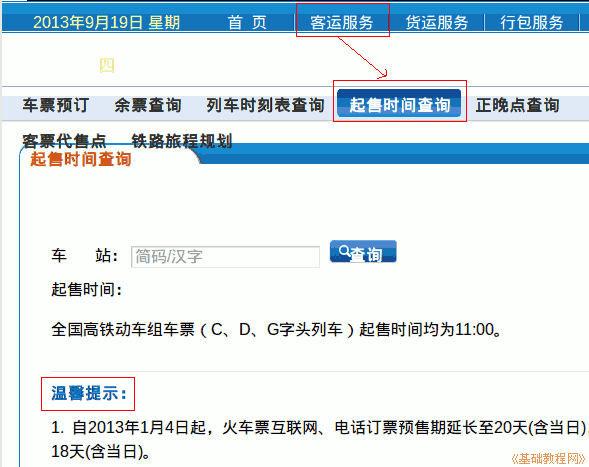 2013年9月19日 星期
四
首 页
客运服务
货运服务
行包服务
车票预订 余票查询 列车时刻表查询 起售时间查询 正晚点查询
客票代售点 铁路旅程规划
起售时间查询
车 站： 简码/汉字 查询
起售时间：
全国高铁动车组车票（C、D、G字头列车）起售时间均为11:00。
温馨提示：
1. 自2013年1月4日起，火车票互联网、电话订票预售期延长至20天(含当日)，
18天(含当日)。
《基础教程网》